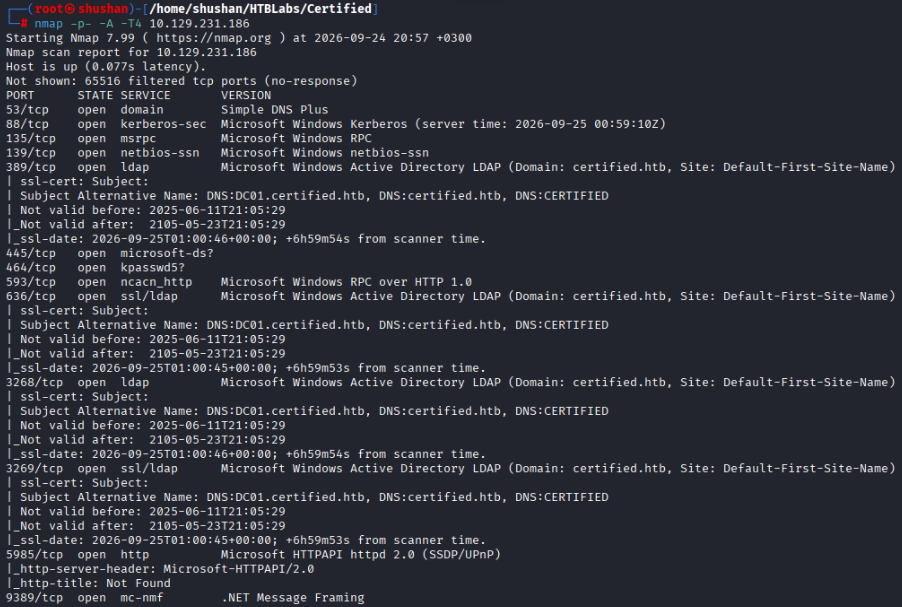 ┌──(root㉿shushan)-[/home/shushan/HTBLabs/Certified]
└─# nmap -p- -A -T4 10.129.231.186
Starting Nmap 7.99 ( https://nmap.org ) at 2026-09-24 20:57 +0300
Nmap scan report for 10.129.231.186
Host is up (0.077s latency).
Not shown: 65516 filtered tcp ports (no-response)
PORT      STATE SERVICE       VERSION
53/tcp    open  domain        Simple DNS Plus
88/tcp    open  kerberos-sec  Microsoft Windows Kerberos (server time: 2026-09-25 00:59:10Z)
135/tcp   open  msrpc         Microsoft Windows RPC
139/tcp   open  netbios-ssn   Microsoft Windows netbios-ssn
389/tcp   open  ldap          Microsoft Windows Active Directory LDAP (Domain: certified.htb, Site: Default-First-Site-Name)
| ssl-cert: Subject:
| Subject Alternative Name: DNS:DC01.certified.htb, DNS:certified.htb, DNS:CERTIFIED
| Not valid before: 2025-06-11T21:05:29
|_Not valid after:  2105-05-23T21:05:29
|_ssl-date: 2026-09-25T01:00:46+00:00; +6h59m54s from scanner time.
445/tcp   open  microsoft-ds?
464/tcp   open  kpasswd5?
593/tcp   open  ncacn_http    Microsoft Windows RPC over HTTP 1.0
636/tcp   open  ssl/ldap      Microsoft Windows Active Directory LDAP (Domain: certified.htb, Site: Default-First-Site-Name)
| ssl-cert: Subject:
| Subject Alternative Name: DNS:DC01.certified.htb, DNS:certified.htb, DNS:CERTIFIED
| Not valid before: 2025-06-11T21:05:29
|_Not valid after:  2105-05-23T21:05:29
|_ssl-date: 2026-09-25T01:00:45+00:00; +6h59m53s from scanner time.
3268/tcp  open  ldap          Microsoft Windows Active Directory LDAP (Domain: certified.htb, Site: Default-First-Site-Name)
| ssl-cert: Subject:
| Subject Alternative Name: DNS:DC01.certified.htb, DNS:certified.htb, DNS:CERTIFIED
| Not valid before: 2025-06-11T21:05:29
|_Not valid after:  2105-05-23T21:05:29
|_ssl-date: 2026-09-25T01:00:46+00:00; +6h59m54s from scanner time.
3269/tcp  open  ssl/ldap      Microsoft Windows Active Directory LDAP (Domain: certified.htb, Site: Default-First-Site-Name)
| ssl-cert: Subject:
| Subject Alternative Name: DNS:DC01.certified.htb, DNS:certified.htb, DNS:CERTIFIED
| Not valid before: 2025-06-11T21:05:29
|_Not valid after:  2105-05-23T21:05:29
|_ssl-date: 2026-09-25T01:00:45+00:00; +6h59m53s from scanner time.
5985/tcp  open  http          Microsoft HTTPAPI httpd 2.0 (SSDP/UPnP)
|_http-server-header: Microsoft-HTTPAPI/2.0
|_http-title: Not Found
9389/tcp  open  mc-nmf        .NET Message Framing